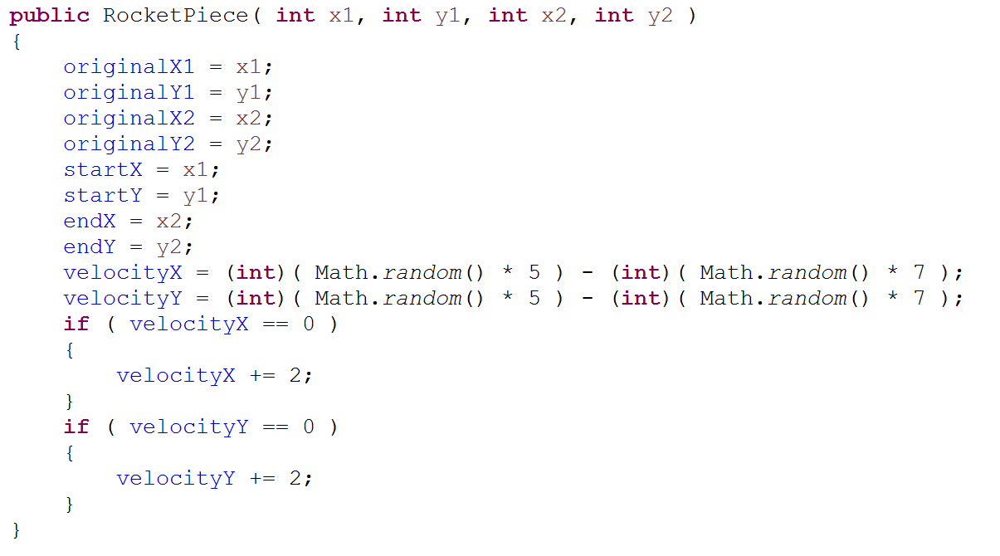 public RocketPiece( int x1, int y1, int x2, int y2 )
{
    originalX1 = x1;
    originalY1 = y1;
    originalX2 = x2;
    originalY2 = y2;
    startX = x1;
    startY = y1;
    endX = x2;
    endY = y2;
    velocityX = (int)( Math.random() * 5 ) - (int)( Math.random() * 7 );
    velocityY = (int)( Math.random() * 5 ) - (int)( Math.random() * 7 );
    if ( velocityX == 0 )
    {
        velocityX += 2;
    }
    if ( velocityY == 0 )
    {
        velocityY += 2;
    }
}